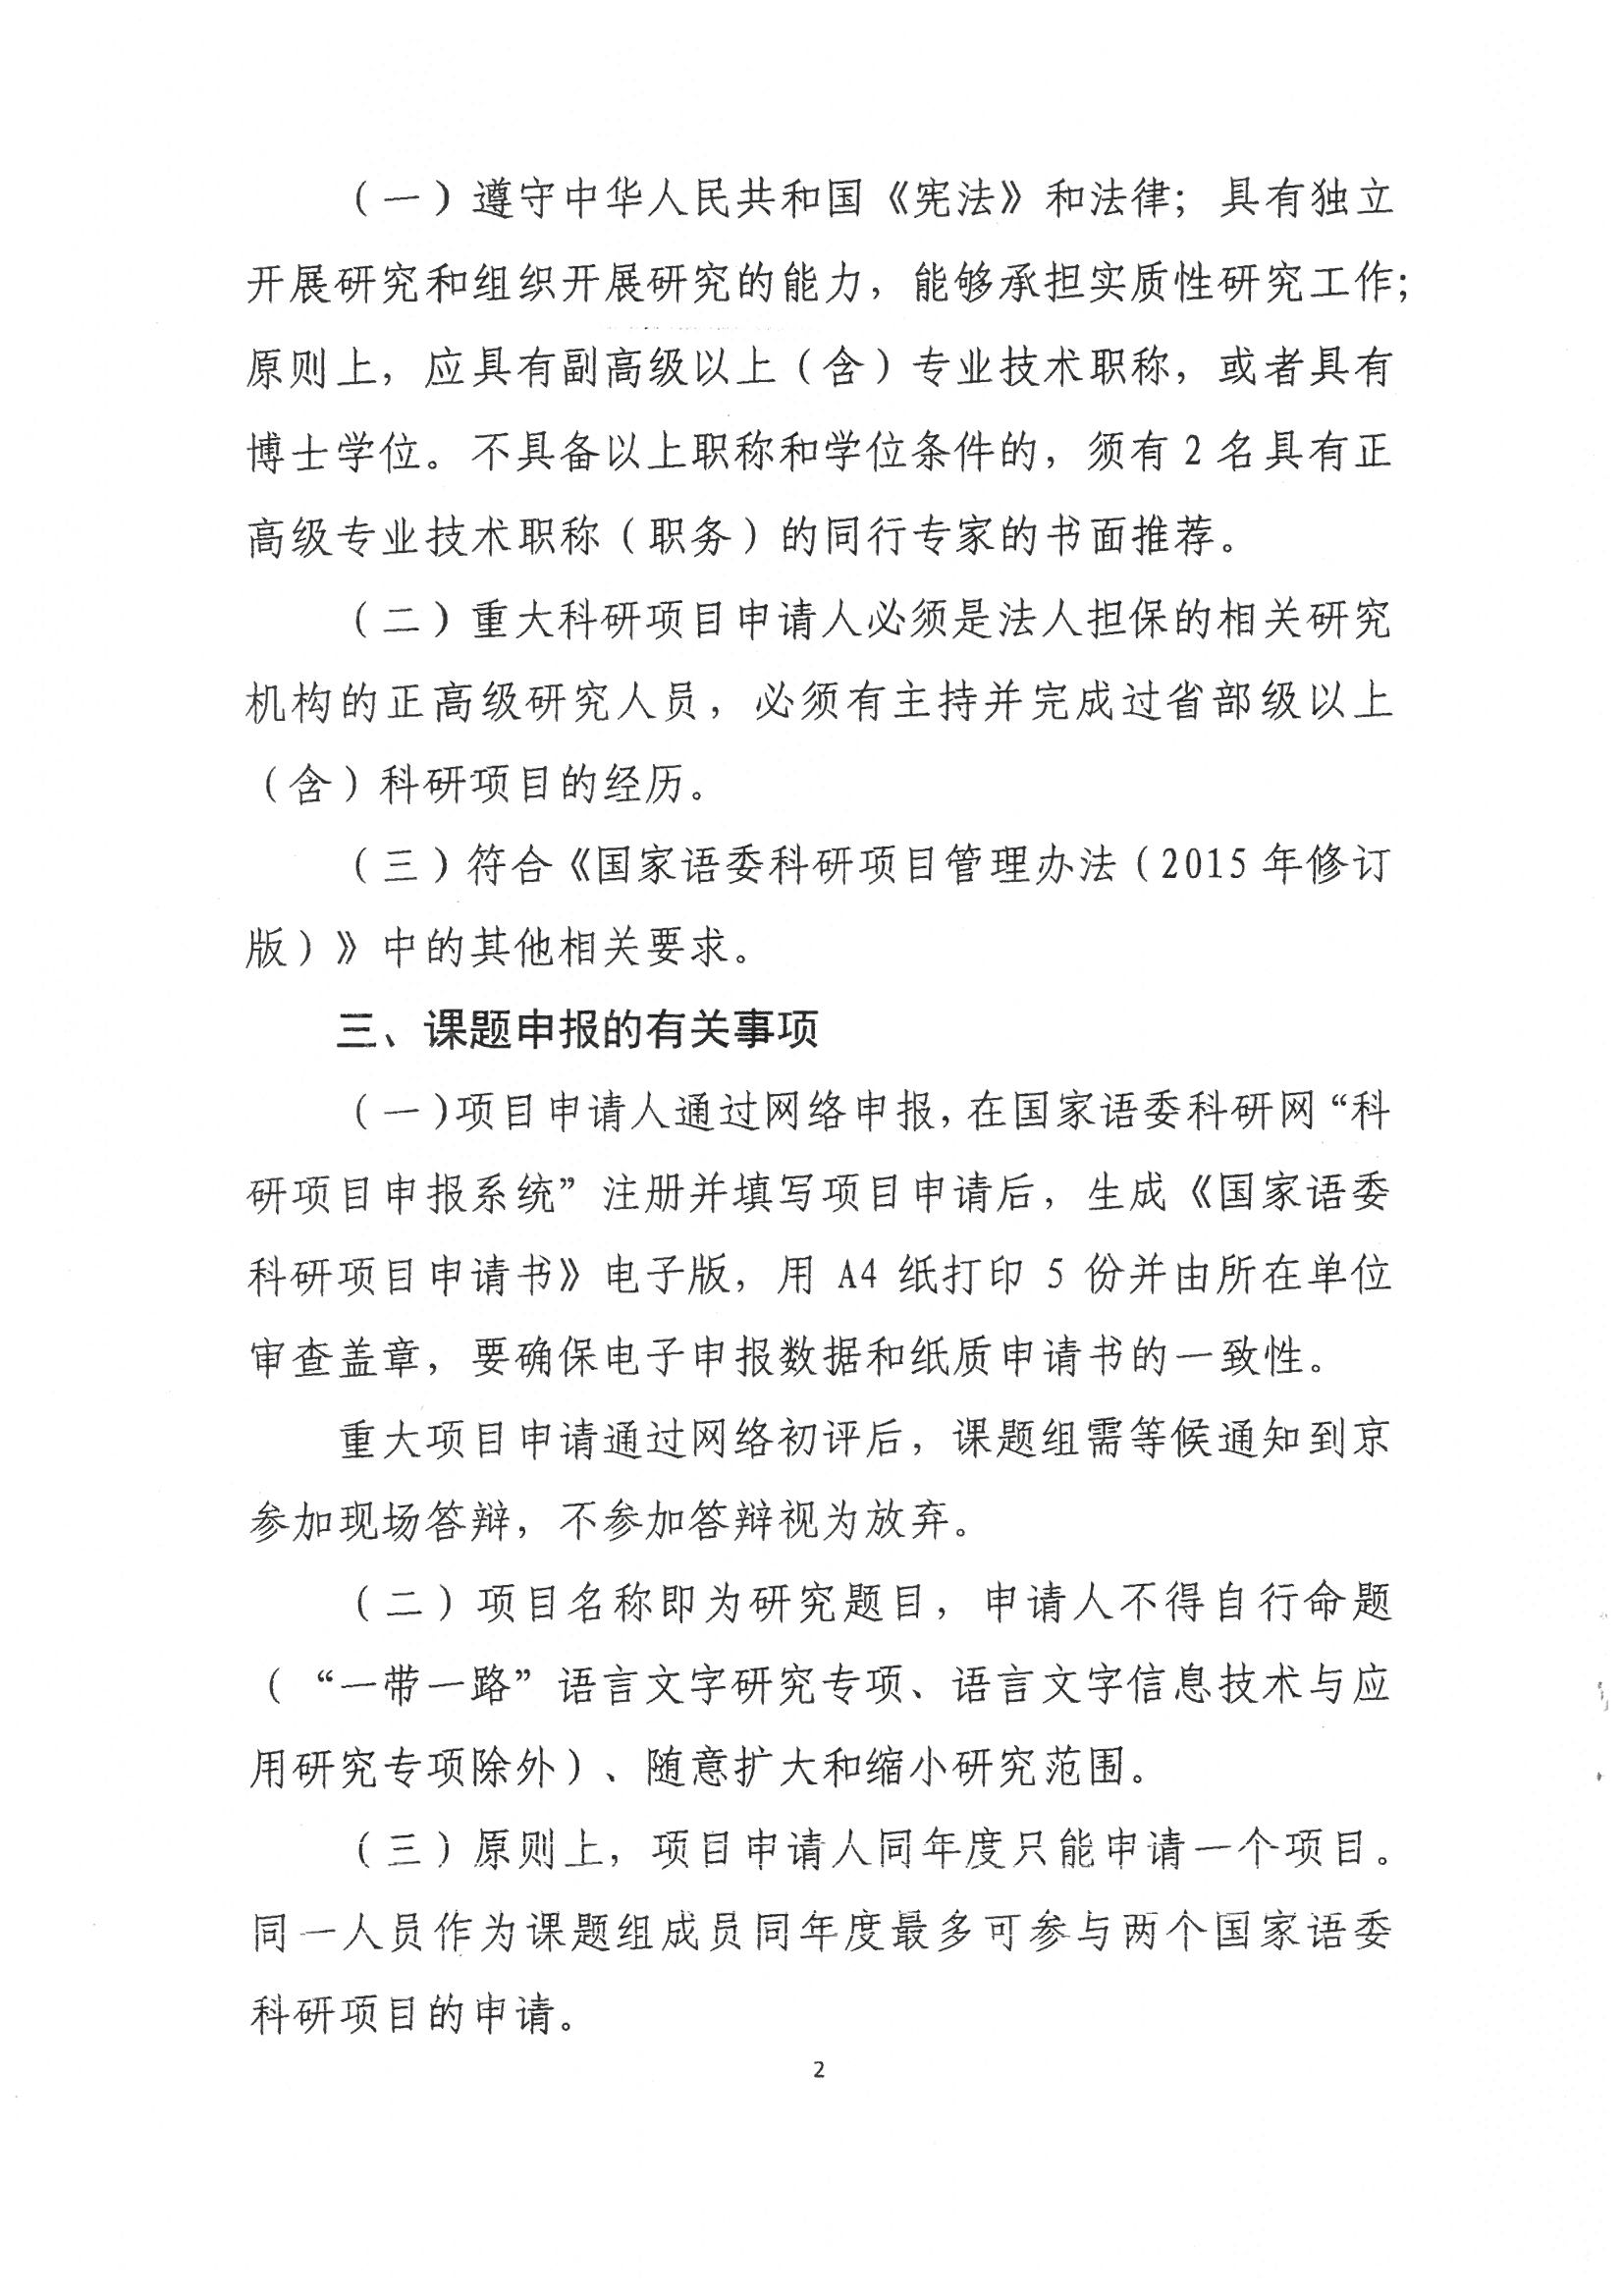 （一）遵守中华人民共和国《宪法》和法律；具有独立
开展研究和组织开展研究的能力，能够承担实质性研究工作；
原则上，应具有副高级以上（含）专业技术职称，或者具有
博士学位。不具备以上职称和学位条件的，须有 2 名具有正
高级专业技术职称（职务）的同行专家的书面推荐。
（二）重大科研项目申请人必须是法人担保的相关研究
机构的正高级研究人员，必须有主持并完成过省部级以上
（含）科研项目的经历。
（三）符合《国家语委科研项目管理办法（2015 年修订
版）》中的其他相关要求。
三、课题申报的有关事项
（一）项目申请人通过网络申报，在国家语委科研网“科
研项目申报系统”注册并填写项目申请后，生成《国家语委
科研项目申请书》电子版，用 A4 纸打印 5 份并由所在单位
审查盖章，要确保电子申报数据和纸质申请书的一致性。
重大项目申请通过网络初评后，课题组需等候通知到京
参加现场答辩，不参加答辩视为放弃。
（二）项目名称即为研究题目，申请人不得自行命题
（“一带一路”语言文字研究专项、语言文字信息技术与应
用研究专项除外）、随意扩大和缩小研究范围。
（三）原则上，项目申请人同年度只能申请一个项目。
同一人员作为课题组成员同年度最多可参与两个国家语委
科研项目的申请。
2